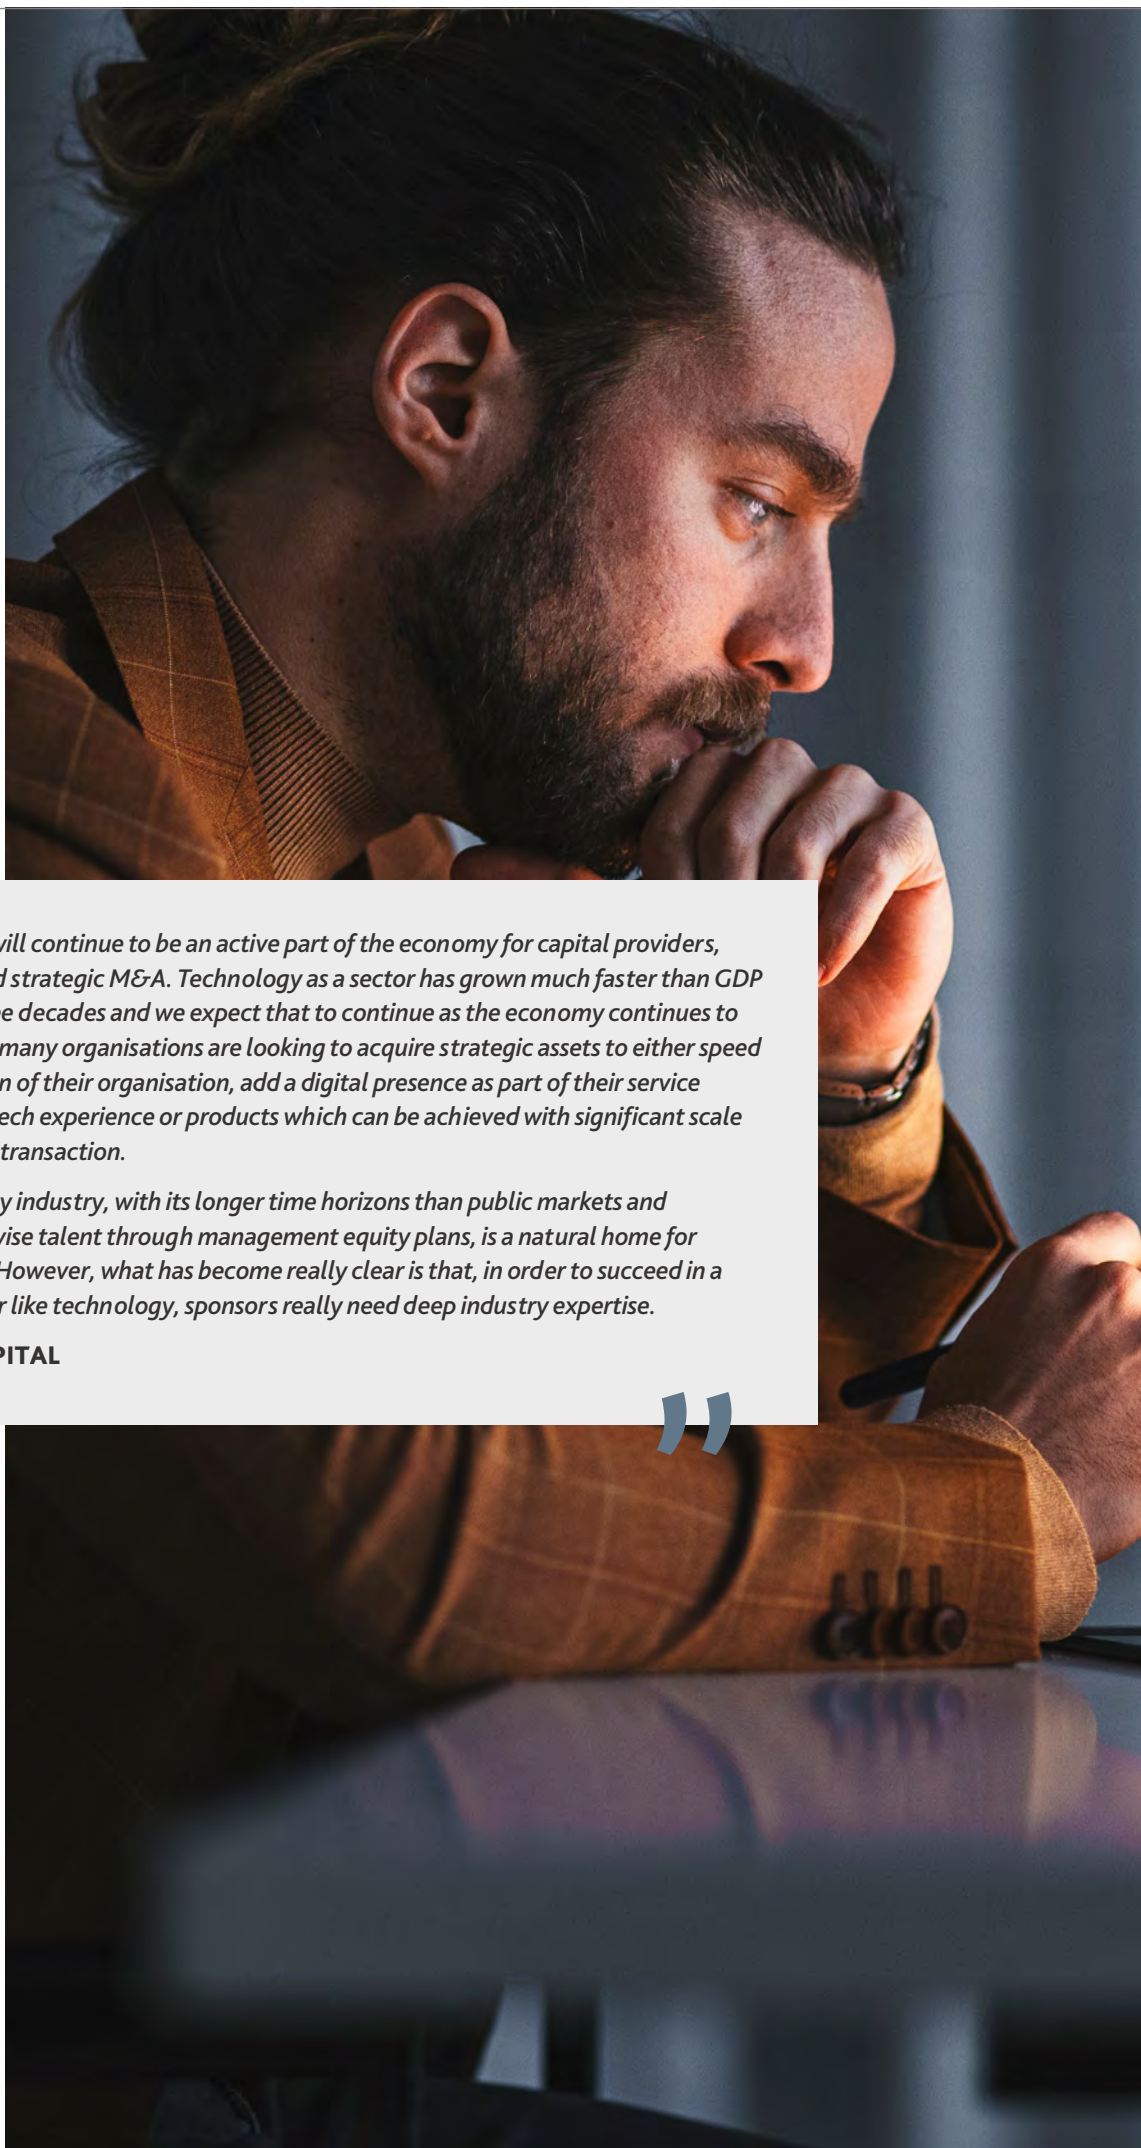 will continue to be an active part of the economy for capital providers,
strategic M&A. Technology as a sector has grown much faster than GDP
decades and we expect that to continue as the economy continues to
many organisations are looking to acquire strategic assets to either speed
of their organisation, add a digital presence as part of their service
tech experience or products which can be achieved with significant scale
transaction.
industry, with its longer time horizons than public markets and
talent through management equity plans, is a natural home for
However, what has become really clear is that, in order to succeed in a
like technology, sponsors really need deep industry expertise.
PITAL
”